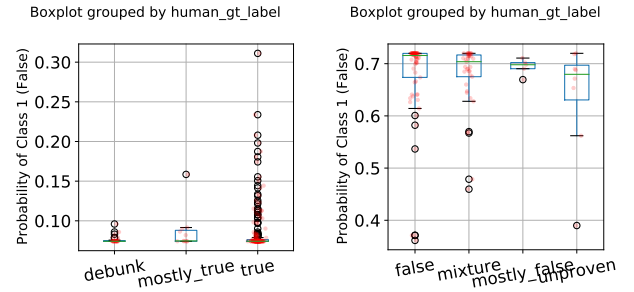 Boxplot grouped by human_gt_label
Probability of Class 1 (False)
0.30
0.25
0.20
0.15
0.10
debunk
mostly_true
true
Boxplot grouped by human_gt_label
Probability of Class 1 (False)
0.7
0.6
0.5
0.4
false
mixture
mostly_false
unproven